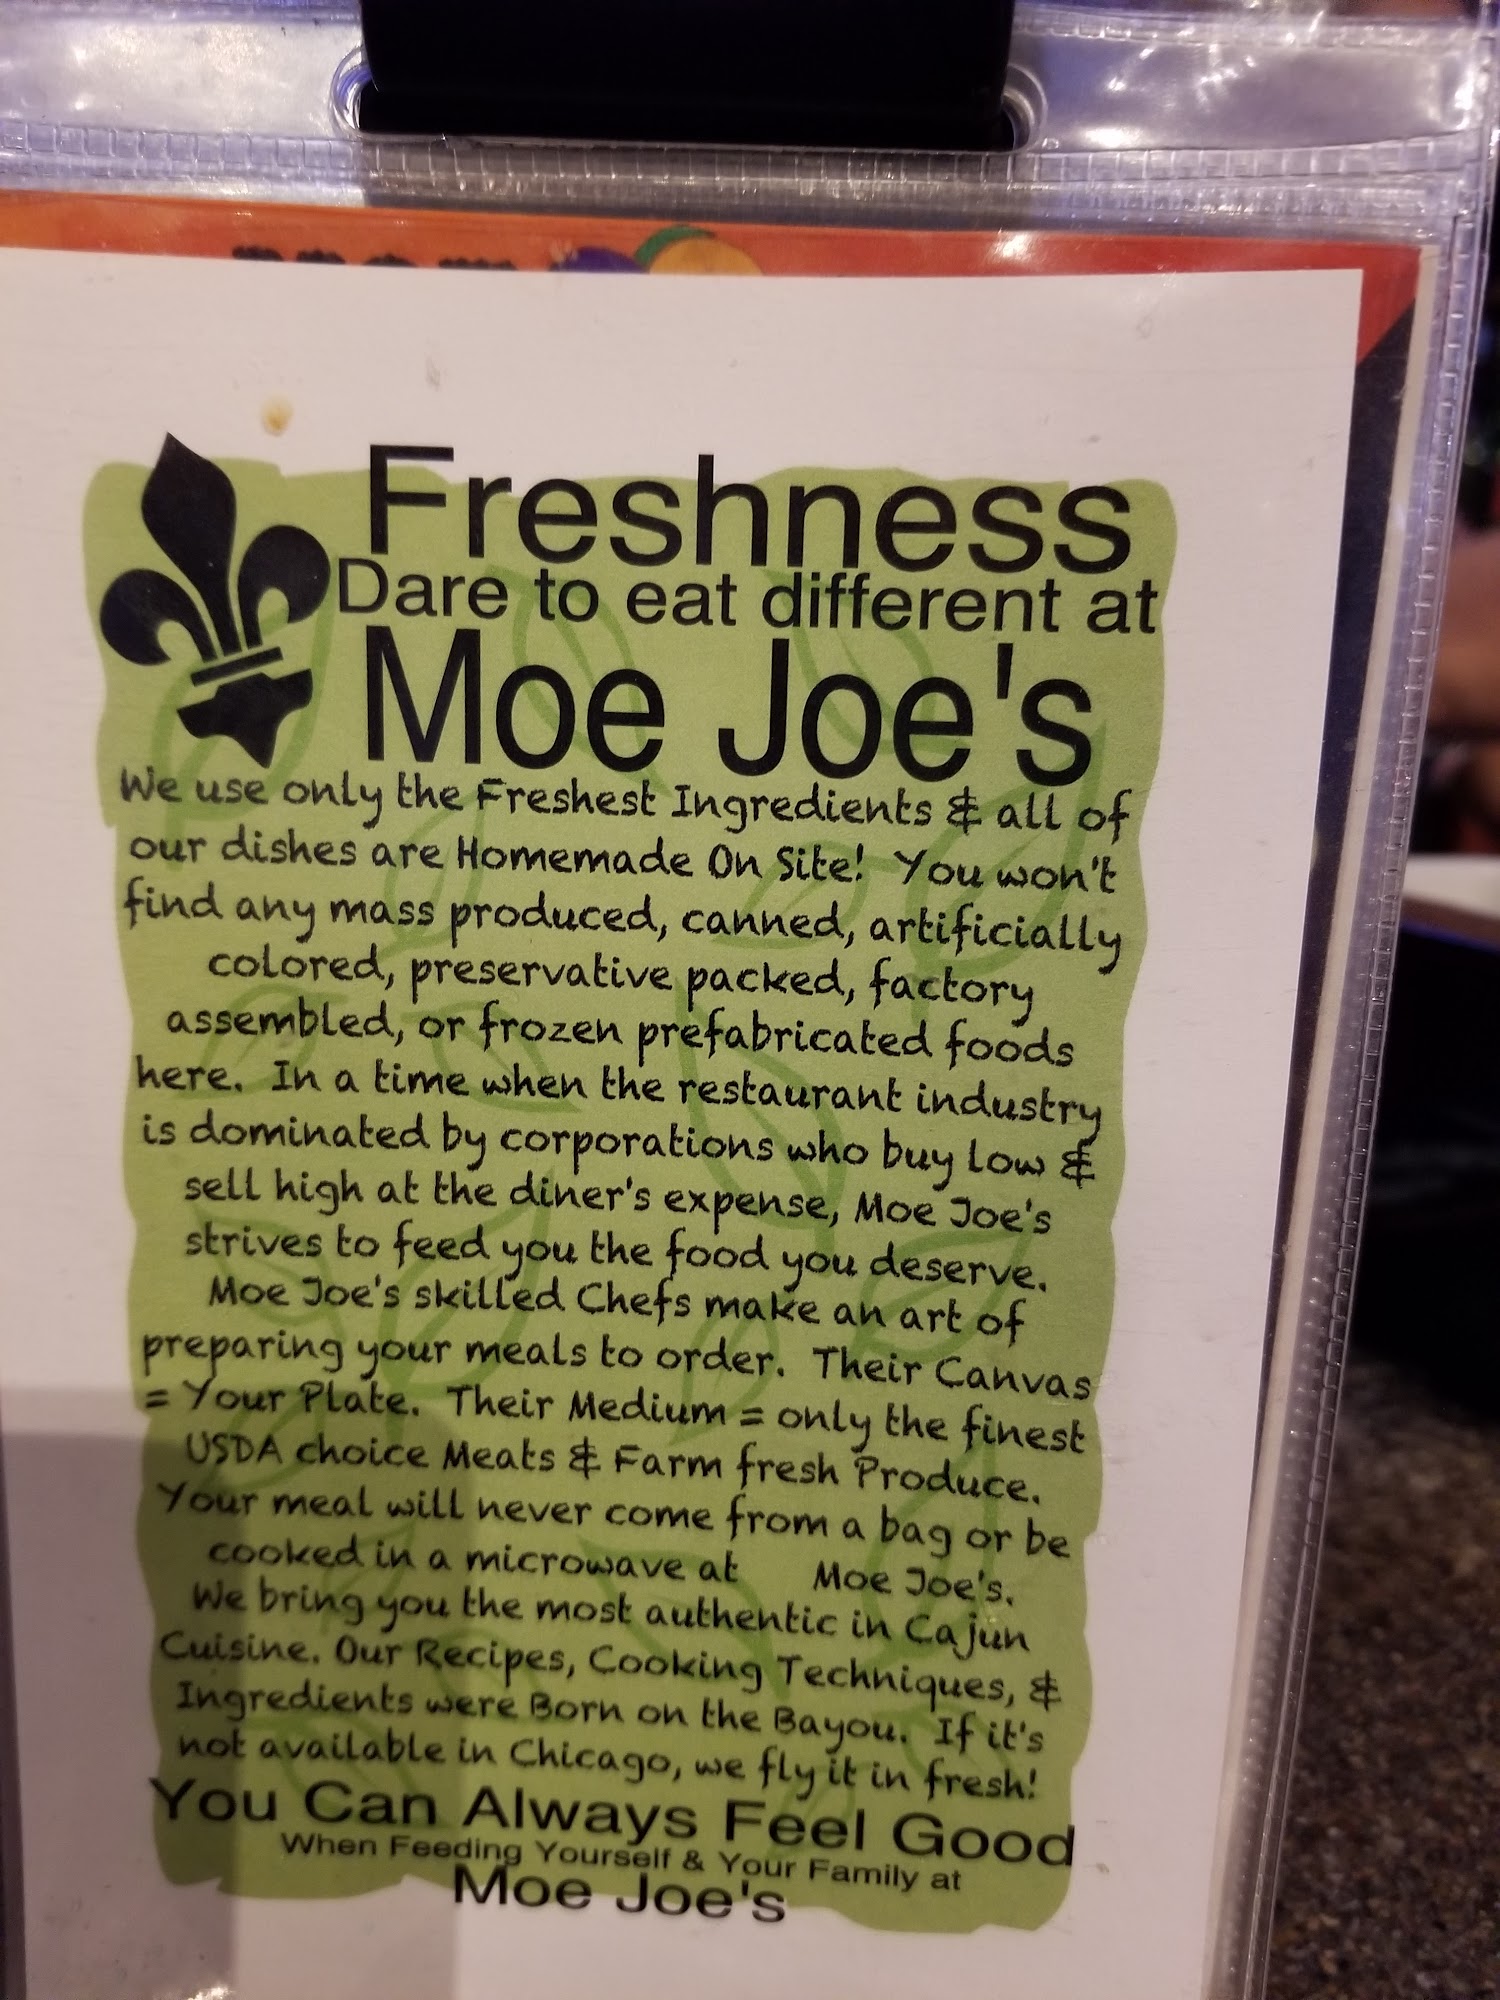 Freshness
Dare to eat different at
Moe Joe's
We use only the Freshest Ingredients & all of
our dishes are Homemade On Site! You won't
find any mass produced, canned, artificially
colored, preservative packed, factory
assembled, or frozen prefabricated foods
here. In a time when the restaurant industry
is dominated by corporations who buy low &
sell high at the diner's expense, Moe Joe's
strives to feed you the food you deserve.
Moe Joe's skilled Chefs make an art of
preparing your meals to order. Their Canvas
= Your Plate. Their Medium = only the finest
USDA choice Meats & Farm fresh Produce.
Your meal will never come from a bag or be
cooked in a microwave at Moe Joe's.
We bring you the most authentic in Cajun
Cuisine. Our Recipes, Cooking Techniques, &
Ingredients were Born on the Bayou. If it's
not available in Chicago, we fly it in fresh!
You Can Always Feel Good
When Feeding Yourself & Your Family at
Moe Joe's